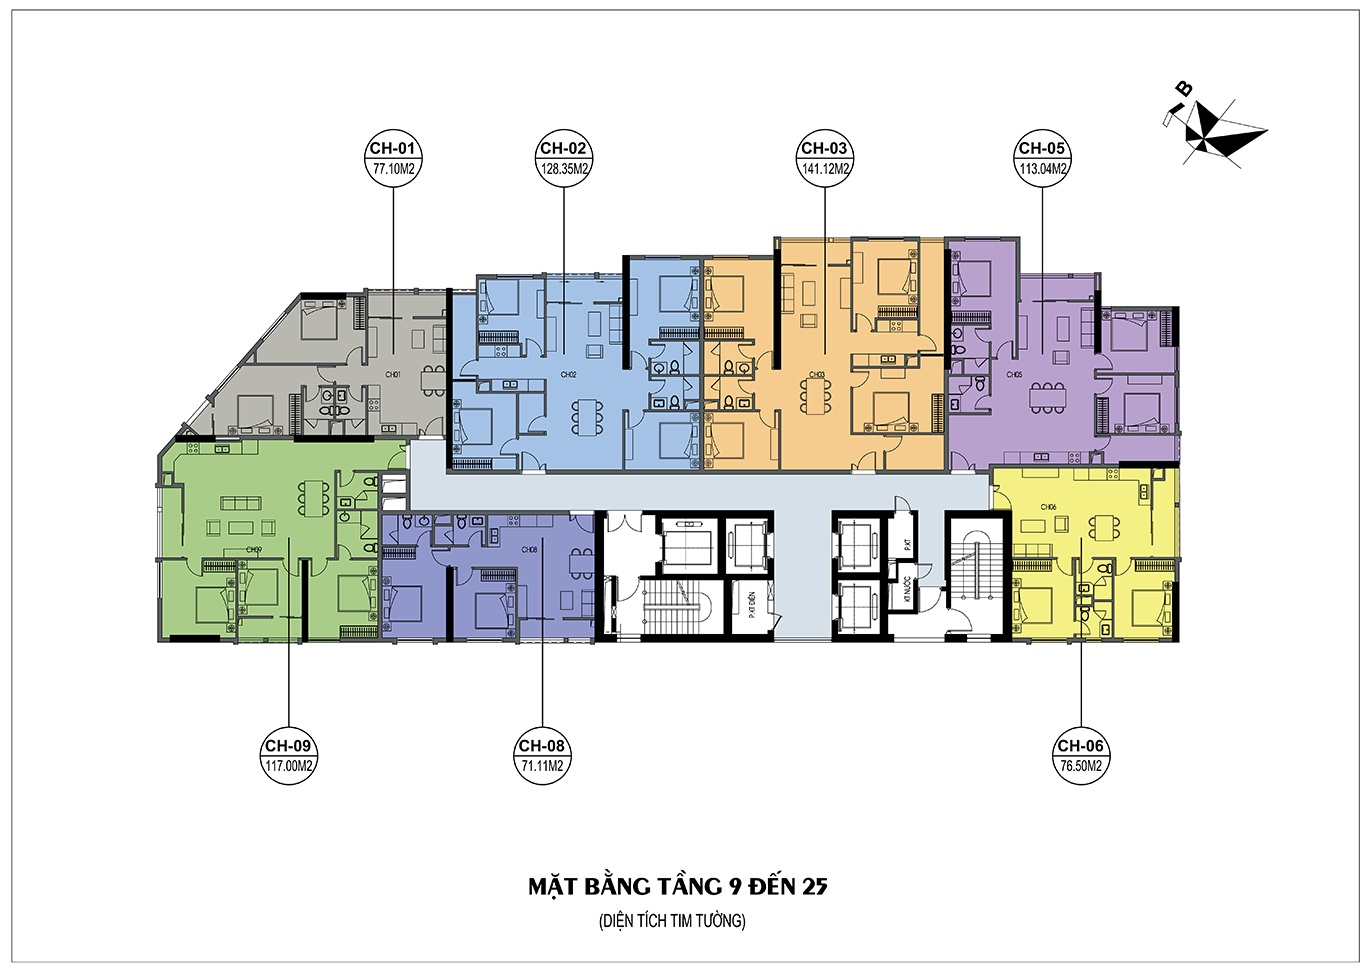 B
CH-01
77.10M2
CH-02
128.35M2
CH-03
141.12M2
CH-05
113.04M2
CH01
CH02
CH03
CH05
CH06
CH09
CH08
P.KT
KT NƯỚC
P.KT ĐIỆN
CH-09
117.00M2
CH-08
71.11M2
CH-06
76.50M2
MẶT BẰNG TẦNG 9 ĐẾN 25
(DIỆN TÍCH TIM TƯỜNG)